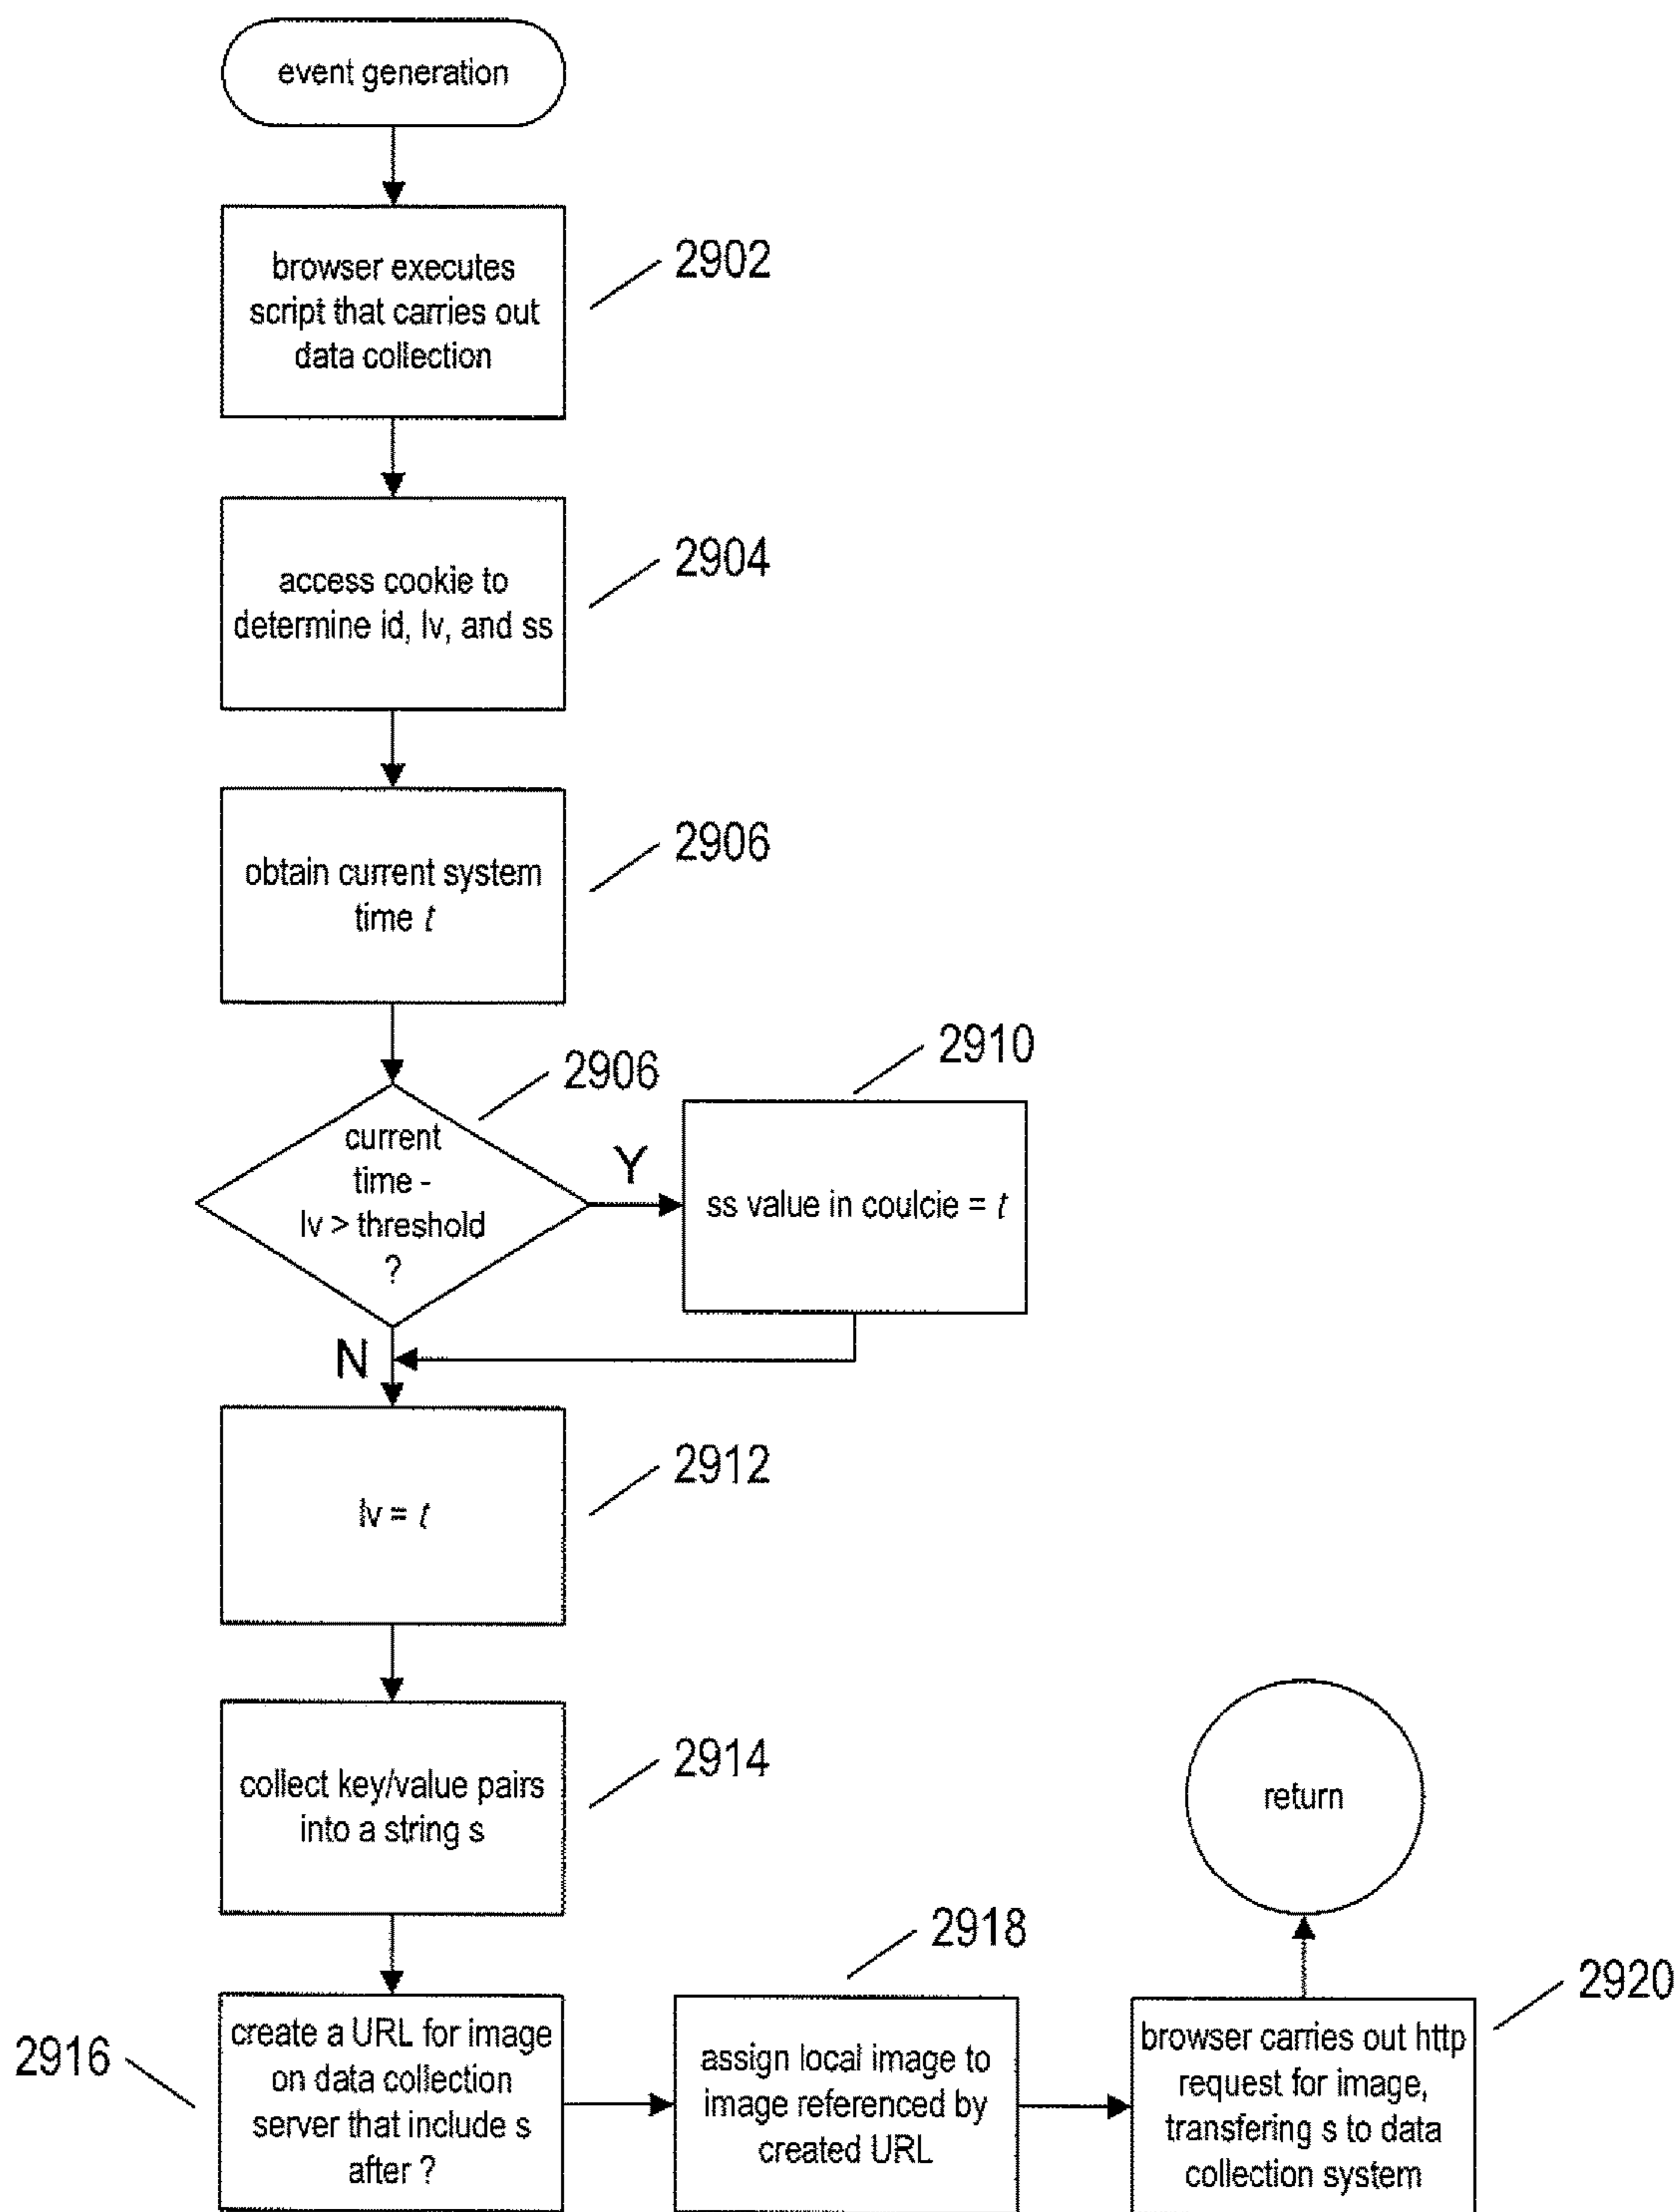 event generation
browser executes
script that carries out
data collection
2902
access cookie to
determine id, lv, and ss
2904
obtain current system
time t
2906
2906
current
time -
lv > threshold
?
Y
2910
ss value in coulcie = t
N
lv = t
2912
collect key/value pairs
into a string s
2914
return
2916
create a URL for image
on data collection
server that include s
after ?
2918
assign local image to
image referenced by
created URL
2920
browser carries out http
request for image,
transfering s to data
collection system